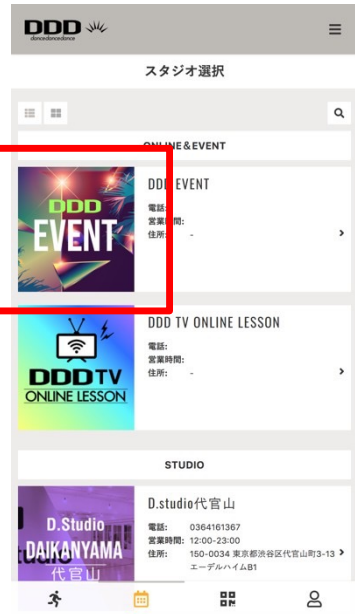 DDD
dancedancedance
スタジオ選択
ONLINE&EVENT
DDD
EVENT
DDD EVENT
電話:
営業時間:
住所: -
DDD TV
ONLINE LESSON
DDD TV ONLINE LESSON
電話:
営業時間:
住所: -
STUDIO
D.Studio
DAIKANYAMA
代官山
D.studio代官山
電話: 0364161367
営業時間: 12:00-23:00
住所: 150-0034 東京都渋谷区代官山町3-13
エーデルハイムB1